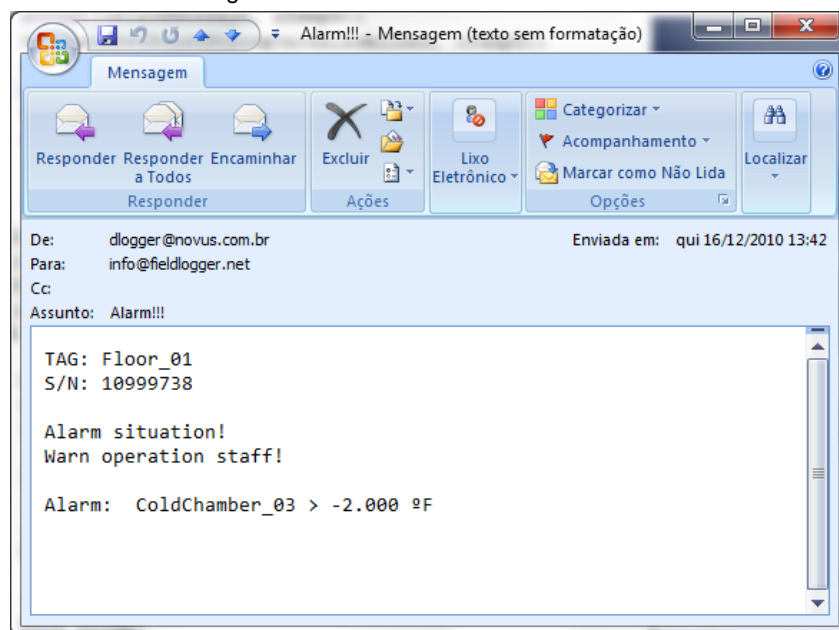 Alarm!!! - Mensagem (texto sem formatação)
Mensagem
Responder
Responder a Todos
Encaminhar
Responder
Excluir
Ações
Lixo Eletrônico
Categorizar
Acompanhamento
Marcar como Não Lida
Opções
Localizar
De: dlogger@novus.com.br
Enviada em: qui 16/12/2010 13:42
Para: info@fieldlogger.net
Cc:
Assunto: Alarm!!!
TAG: Floor_01
S/N: 10999738
Alarm situation!
Warn operation staff!
Alarm: ColdChamber_03 > -2.000 ºF